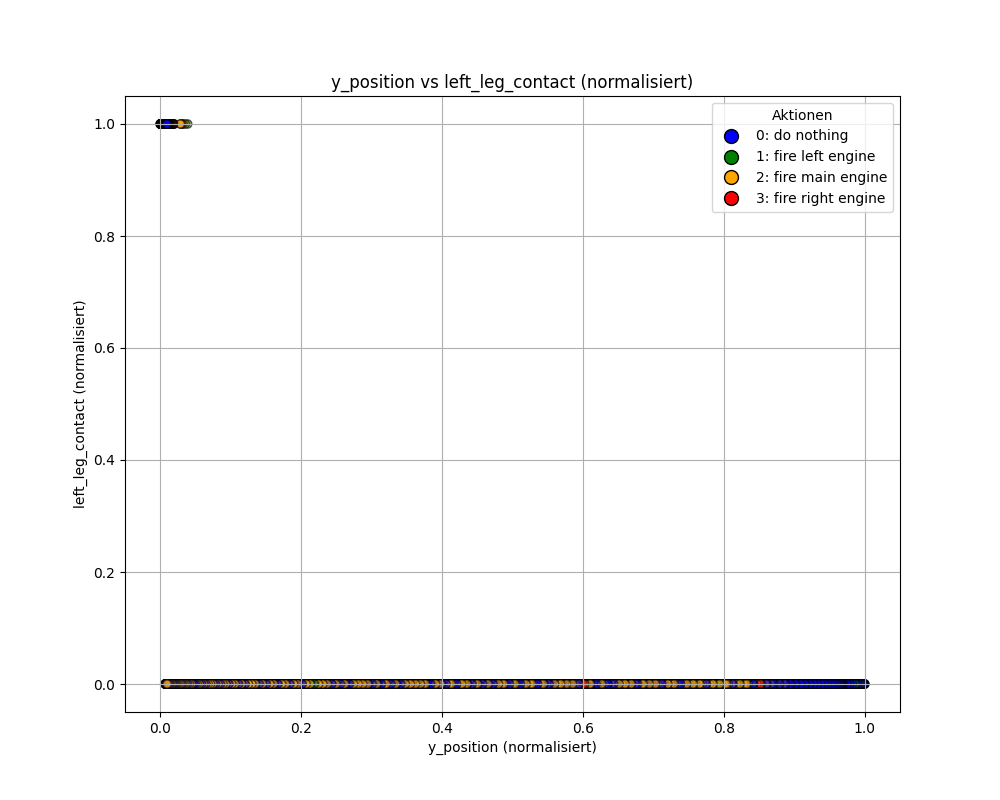 y_position vs left_leg_contact (normalisiert)
Aktionen
0: do nothing
1: fire left engine
2: fire main engine
3: fire right engine
left_leg_contact (normalisiert)
1.0
0.8
0.6
0.4
0.2
0.0
0.0 0.2 0.4 0.6 0.8 1.0
y_position (normalisiert)